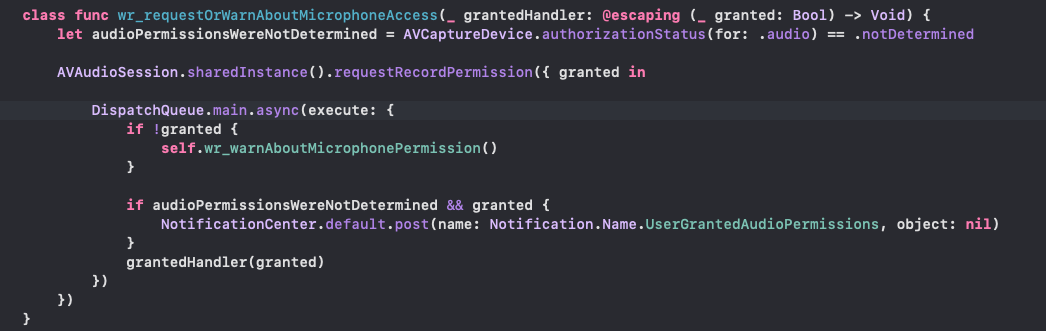 class func wr_requestOrWarnAboutMicrophoneAccess(_ grantedHandler: @escaping (_ granted: Bool) -> Void) {
    let audioPermissionsWereNotDetermined = AVCaptureDevice.authorizationStatus(for: .audio) == .notDetermined

    AVAudioSession.sharedInstance().requestRecordPermission({ granted in

        DispatchQueue.main.async(execute: {
            if !granted {
                self.wr_warnAboutMicrophonePermission()
            }

            if audioPermissionsWereNotDetermined && granted {
                NotificationCenter.default.post(name: Notification.Name.UserGrantedAudioPermissions, object: nil)
            }
            grantedHandler(granted)
        })
    })
}